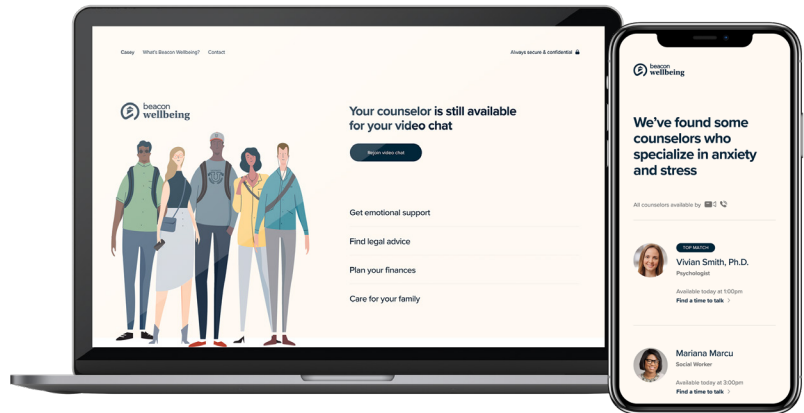 Casey What's Beacon Wellbeing? Contact
Always secure & confidential
beacon
wellbeing
Your counselor is still available
for your video chat
Rejoin video chat
Get emotional support
Find legal advice
Plan your finances
Care for your family
beacon
wellbeing
We've found some
counselors who
specialize in anxiety
and stress
All counselors available by
TOP MATCH
Vivian Smith, Ph.D.
Psychologist
Available today at 1:00pm
Find a time to talk
Mariana Marcu
Social Worker
Available today at 3:00pm
Find a time to talk